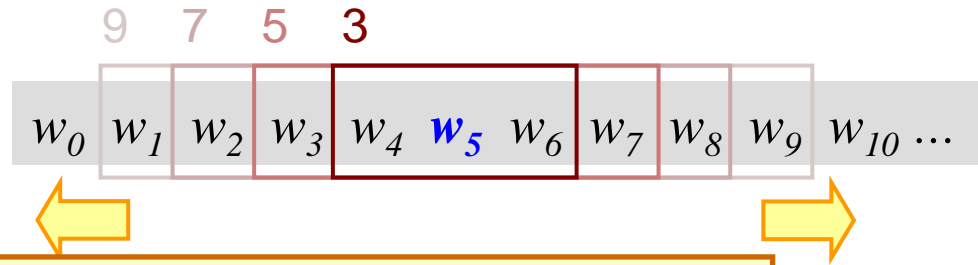 9 7 5 3
w₀ w₁ w₂ w₃ w₄ w₅ w₆ w₇ w₈ w₉ w₁₀ ...